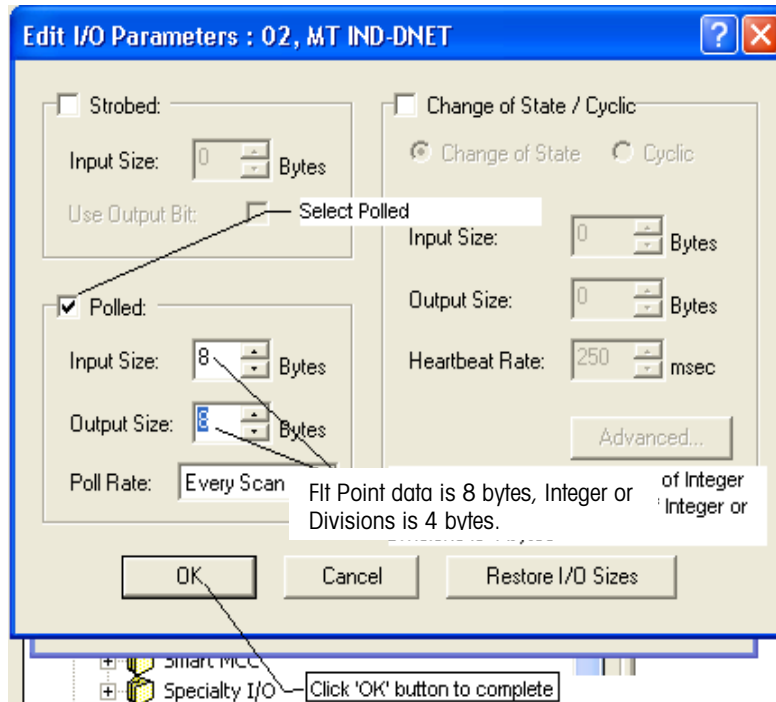 Edit I/O Parameters : 02, MT IND-DNET
Strobed:
Input Size: 0 Bytes
Use Output Bit:
Select Polled
Polled:
Input Size: 8 Bytes
Output Size: 8 Bytes
Poll Rate: Every Scan
Change of State / Cyclic
Change of State Cyclic
Input Size: 0 Bytes
Output Size: 0 Bytes
Heartbeat Rate: 250 msec
Advanced...
of Integer
Integer or
Flt Point data is 8 bytes, Integer or
Divisions is 4 bytes.
OK Cancel Restore I/O Sizes
Smart MCC
Specialty I/O
Click 'OK' button to complete